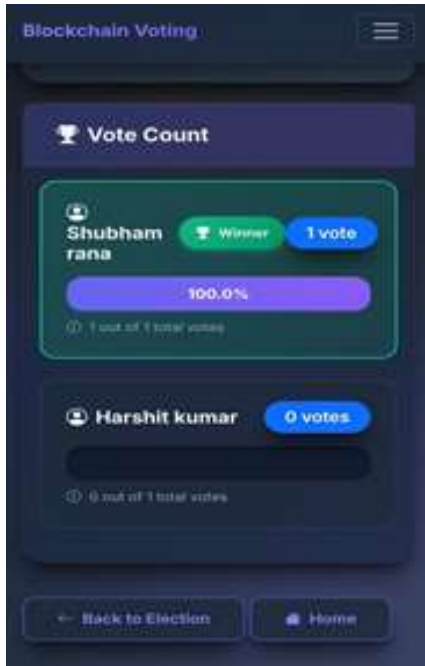 Blockchain Voting
Vote Count
Shubham
rana
Winner
1 vote
100.0%
1 out of 1 total votes
Harshit kumar
0 votes
0 out of 1 total votes
← Back to Election
Home